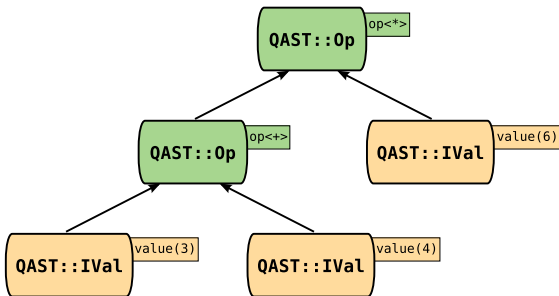 QAST::Op
op<*>
QAST::Op
op<+>
QAST::IVal
value(6)
QAST::IVal
value(3)
QAST::IVal
value(4)